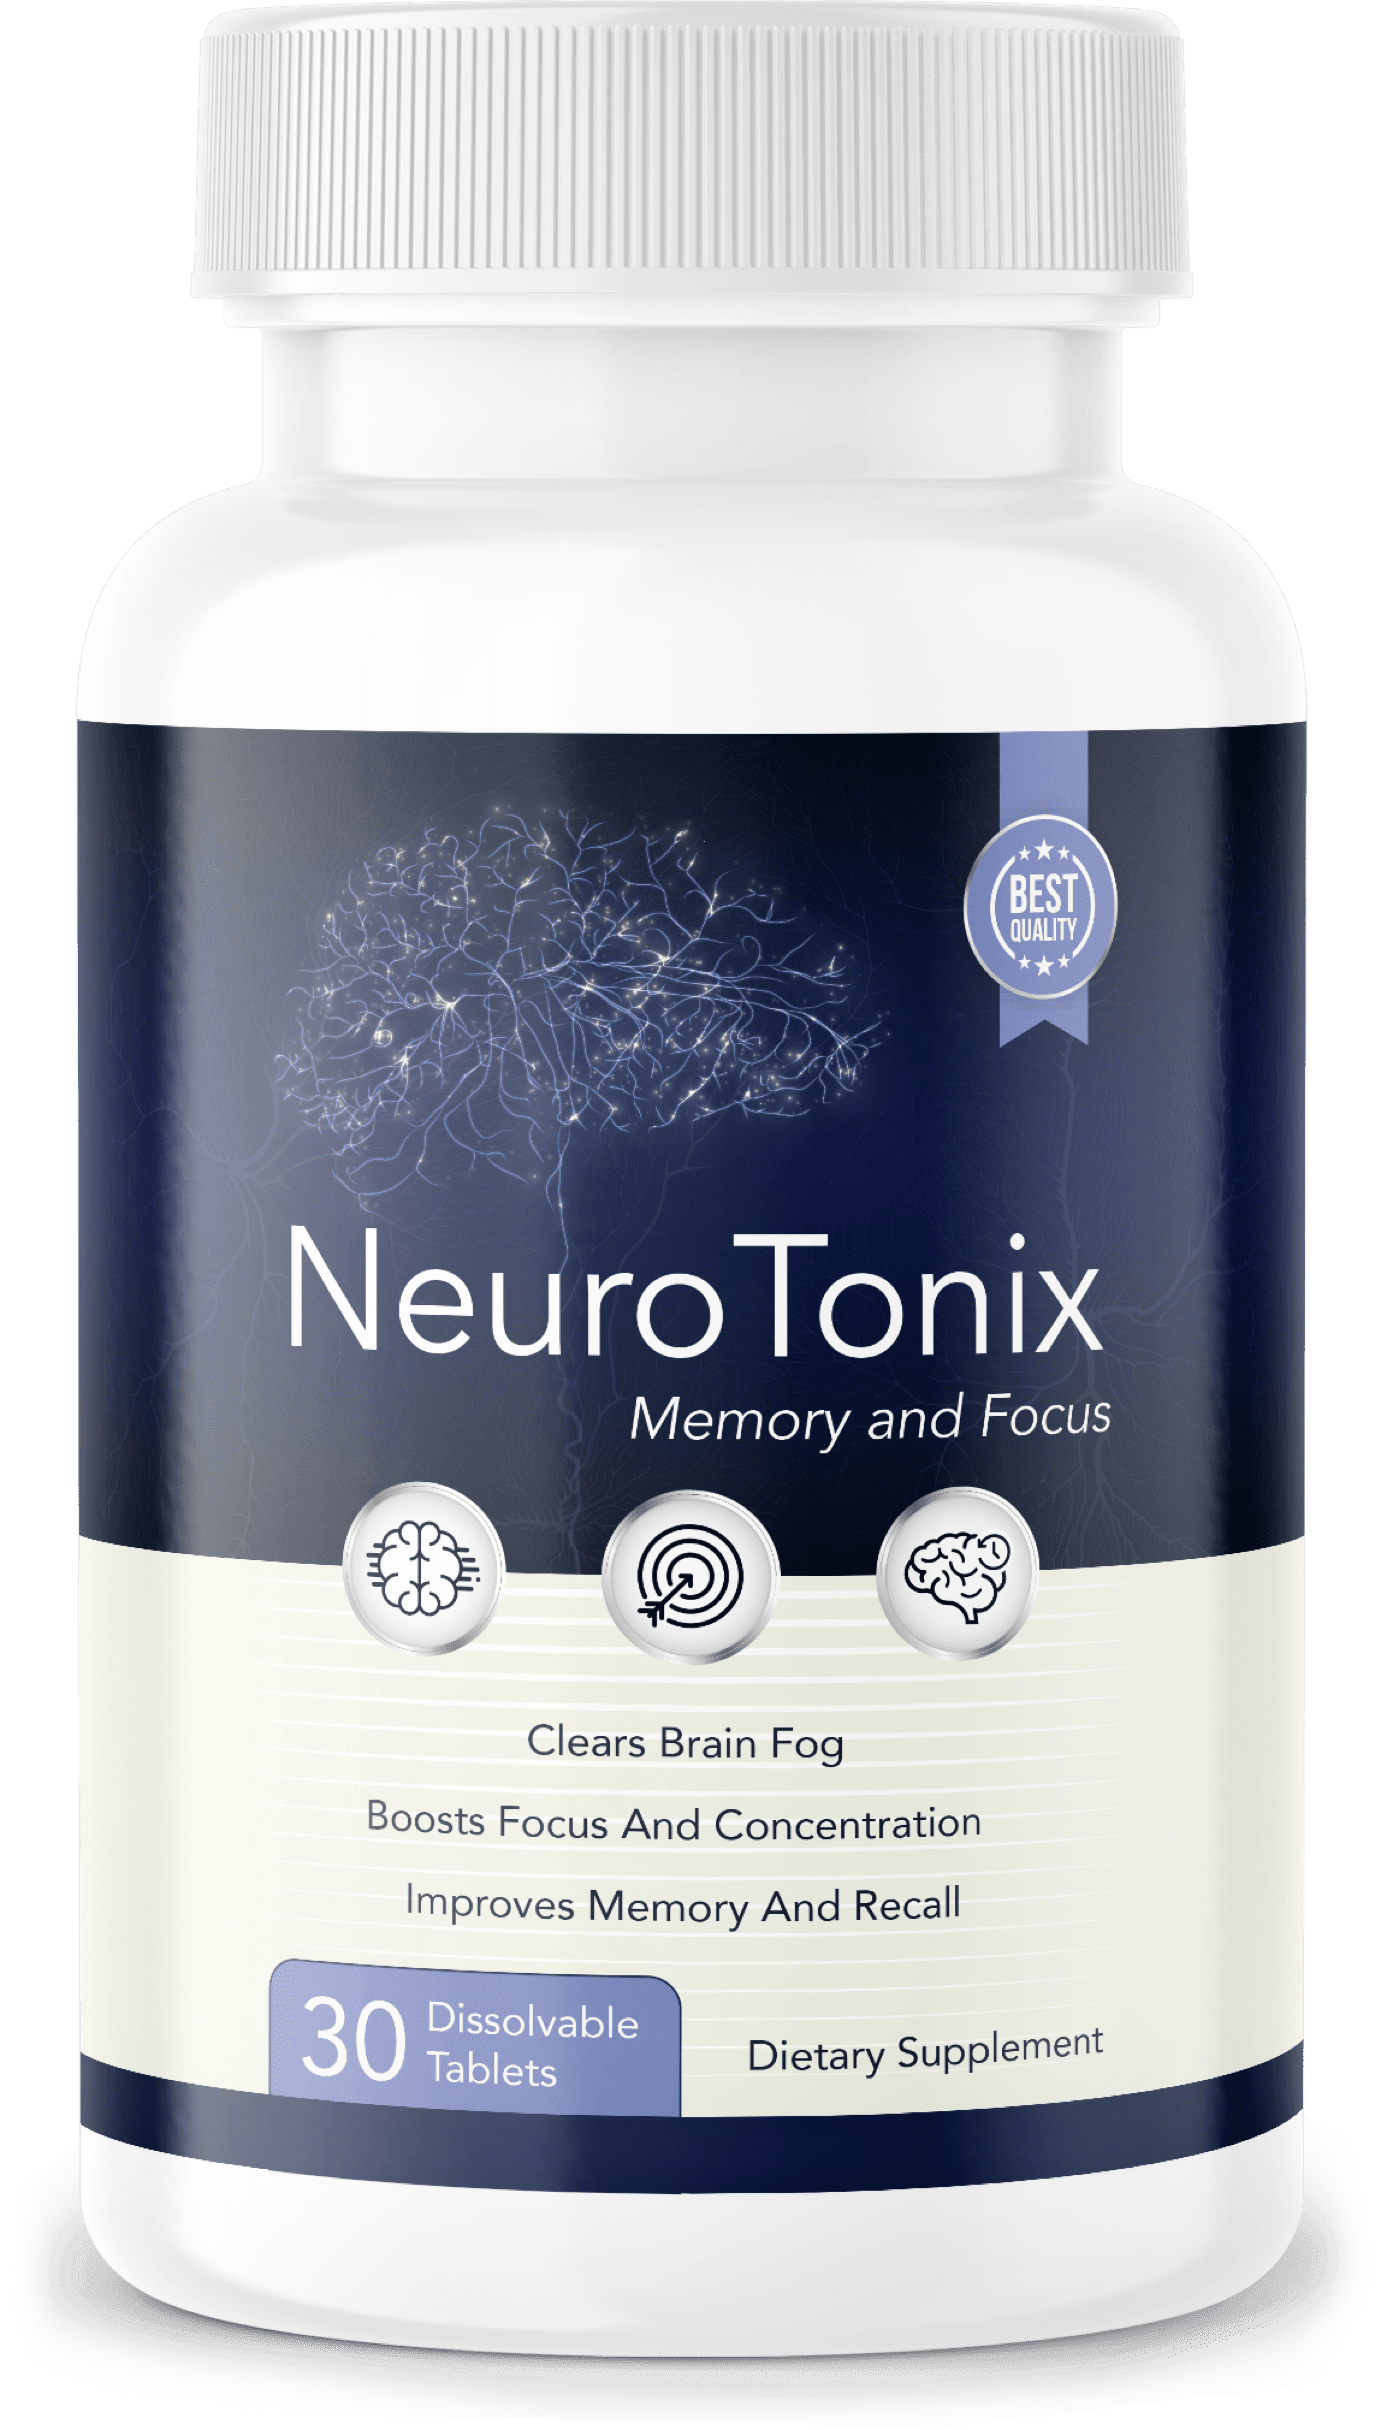 BEST
QUALITY
NeuroTonix
Memory and Focus
Clears Brain Fog
Boosts Focus And Concentration
Improves Memory And Recall
30 Dissolvable
Tablets
Dietary Supplement